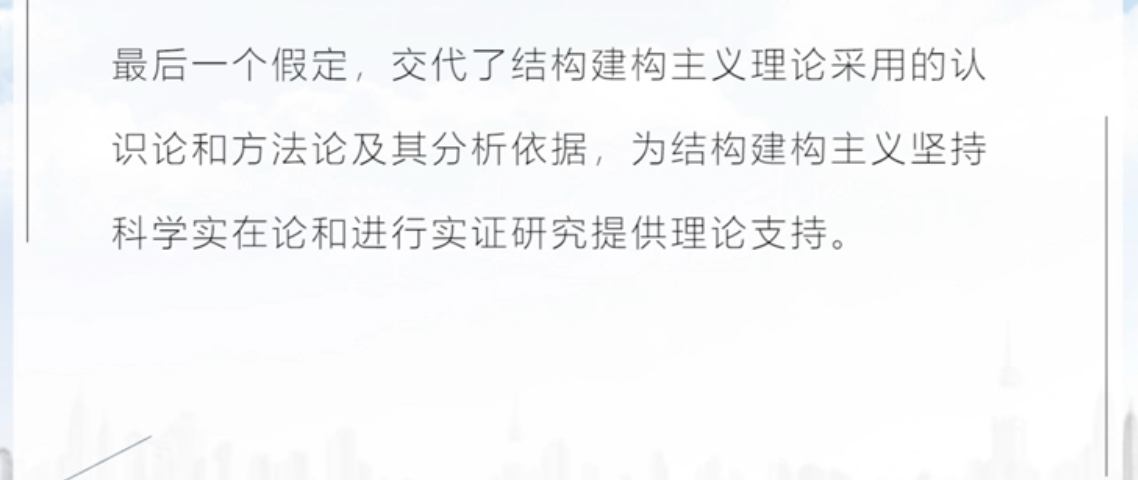 最后一个假定，交代了结构建构主义理论采用的认
识论和方法论及其分析依据，为结构建构主义坚持
科学实在论和进行实证研究提供理论支持。